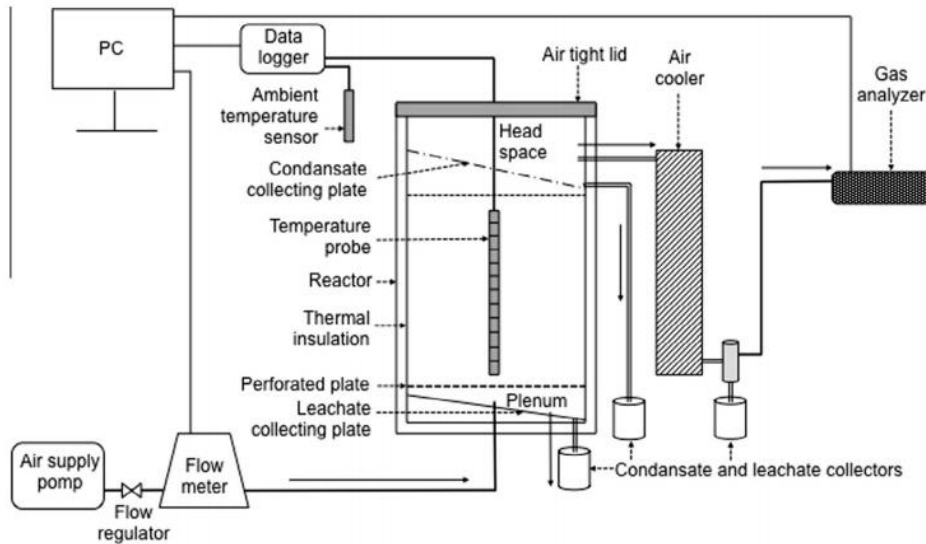 PC
Data
logger
Ambient
temperature
sensor
Air tight lid
Air
cooler
Gas
analyzer
Head
space
Condansate
collecting plate
Temperature
probe
Reactor
Thermal
insulation
Perforated plate
Plenum
Leachate
collecting plate
Air supply
pomp
Flow
meter
Flow
regulator
Condansate and leachate collectors